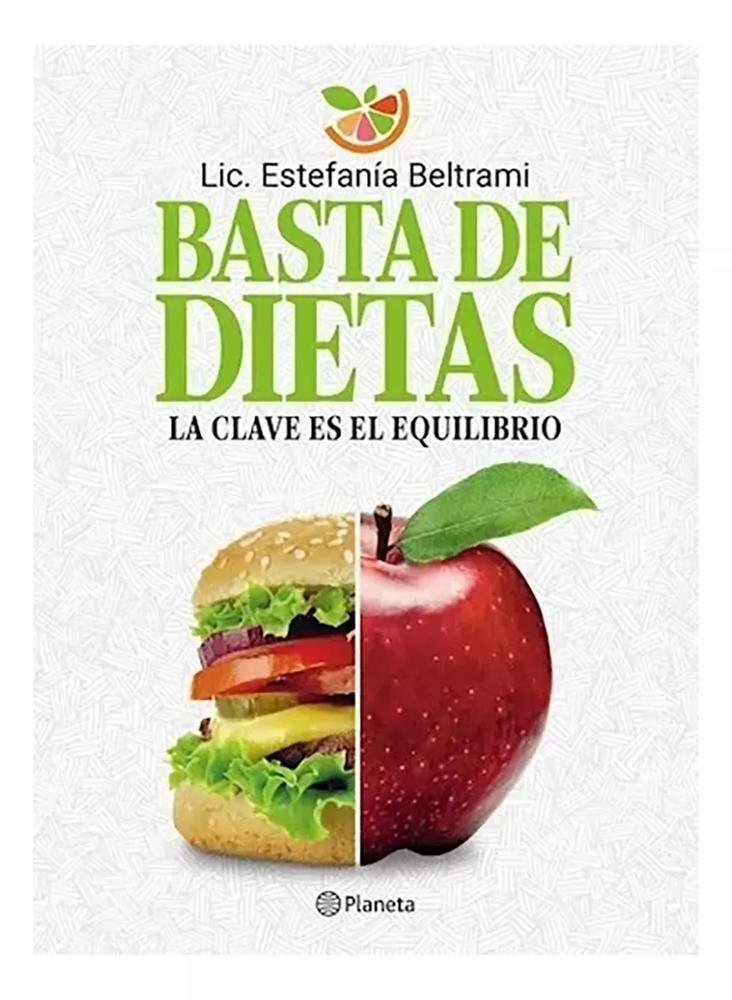 Lic. Estefanía Beltrami
BASTA DE
DIETAS
LA CLAVE ES EL EQUILIBRIO
Planeta